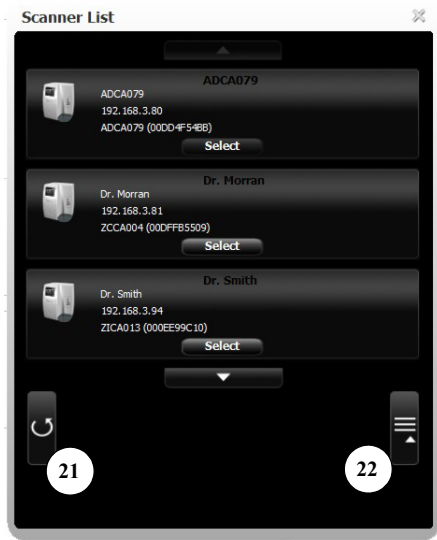 Scanner List
ADCA079
ADCA079
192.168.3.80
ADCA079 (00DD4F54BB)
Select
Dr. Morran
Dr. Morran
192.168.3.81
ZCCA004 (00DFFB5509)
Select
Dr. Smith
Dr. Smith
192.168.3.94
ZICA013 (000EE99C10)
Select
21
22